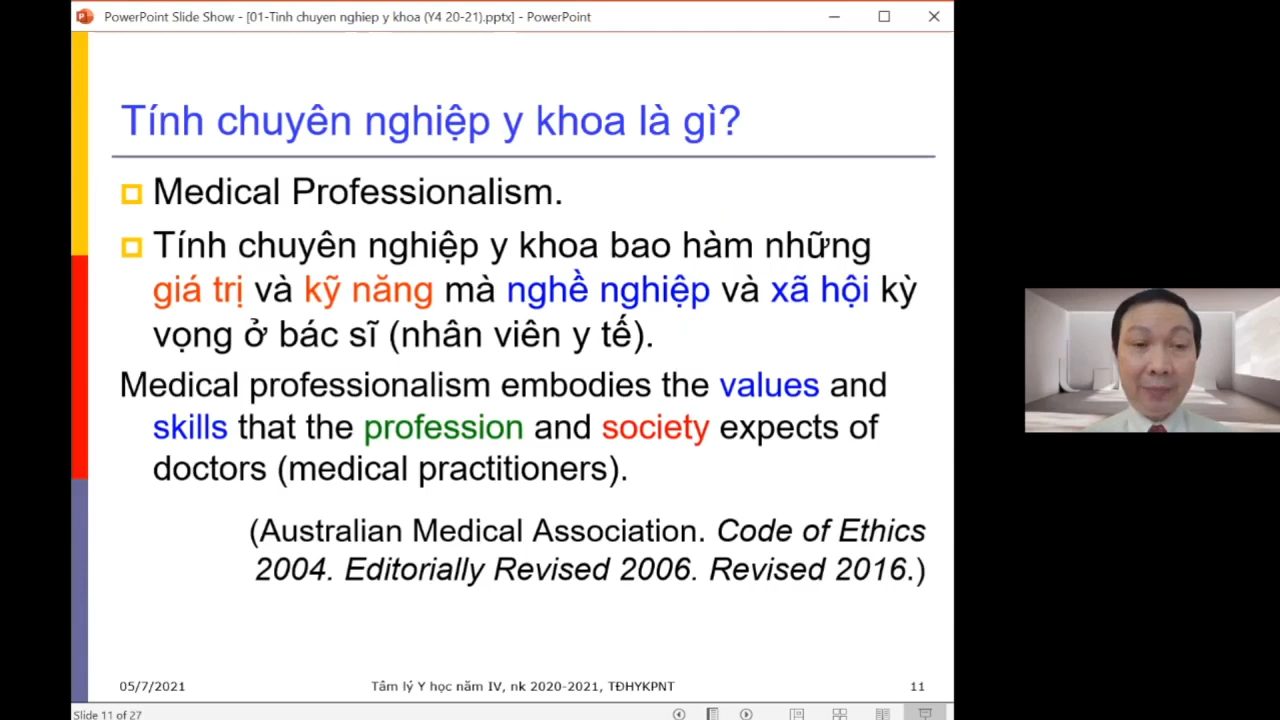 PowerPoint Slide Show - [01-Tinh chuyen nghiep y khoa (Y4 20-21).pptx] - PowerPoint
Tính chuyên nghiệp y khoa là gì?
Medical Professionalism.
Tính chuyên nghiệp y khoa bao hàm những
giá trị và kỹ năng mà nghề nghiệp và xã hội kỳ
vọng ở bác sĩ (nhân viên y tế).
Medical professionalism embodies the values and
skills that the profession and society expects of
doctors (medical practitioners).
(Australian Medical Association. Code of Ethics
2004. Editorially Revised 2006. Revised 2016.)
05/7/2021 Tâm lý Y học năm IV, nk 2020-2021, TĐHYKPNT 11
Slide 11 of 27